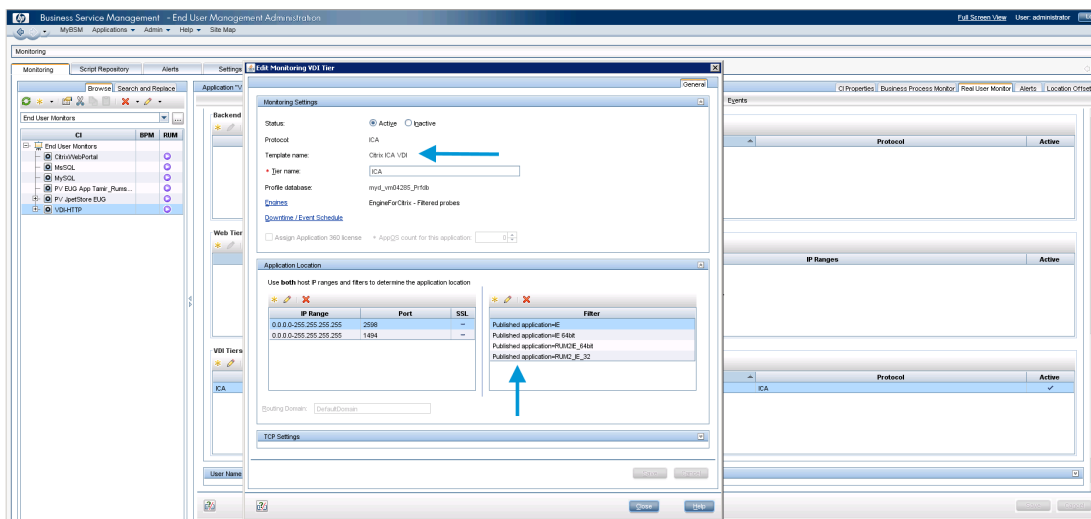 Business Service Management - End User Management Administration
Full Screen View User: administrator
MyBSM Applications Admin Help Site Map
Monitoring
Monitoring Script Repository Alerts Settings
Browse Search and Replace
End User Monitors
CI BPM RUM
End User Monitors
CitrixWebPortal
MsSQL
MySQL
PV EUG App Tamir_Rums...
PV JpetStore EUG
VDI-HTTP
Application "V
CI Properties Business Process Monitor Real User Monitor Alerts Location Offset
Events
Backend
Protocol Active
Web Tier
IP Ranges Active
VDI Tiers
Protocol Active
ICA ICA
User Name
Edit Monitoring VDI Tier
General
Monitoring Settings
Status: Active Inactive
Protocol: ICA
Template name: Citrix ICA VDI
* Tier name: ICA
Profile database: myd_vm04285_Prfdb
Engines EngineForCitrix - Filtered probes
Downtime / Event Schedule
Assign Application 360 license * AppQS count for this application: 0
Application Location
Use both host IP ranges and filters to determine the application location
IP Range Port SSL
0.0.0.0-255.255.255.255 2598 --
0.0.0.0-255.255.255.255 1494 --
Filter
Published application=IE
Published application=IE 64bit
Published application=RUM2IE_64bit
Published application=RUM2_IE_32
Routing Domain: DefaultDomain
TCP Settings
Close Help